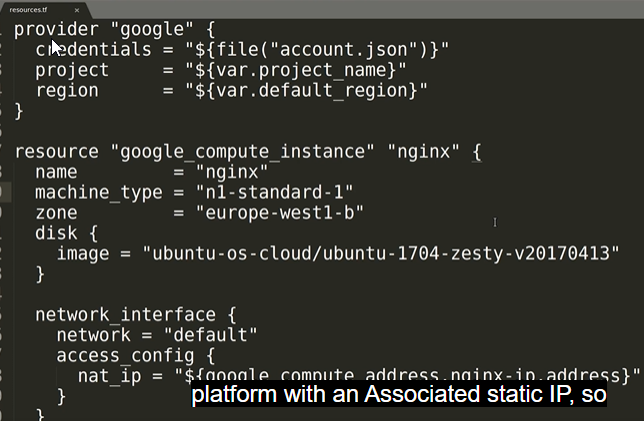 resources.tf ×
provider "google" {
credentials = "${file("account.json")}"
project = "${var.project_name}"
region = "${var.default_region}"
}
resource "google_compute_instance" "nginx" {
name = "nginx"
machine_type = "n1-standard-1"
zone = "europe-west1-b"
disk {
image = "ubuntu-os-cloud/ubuntu-1704-zesty-v20170413"
}
network_interface {
network = "default"
access_config {
nat_ip = "${google_compute_address.nginx-ip.address}"
}
platform with an Associated static IP, so
}